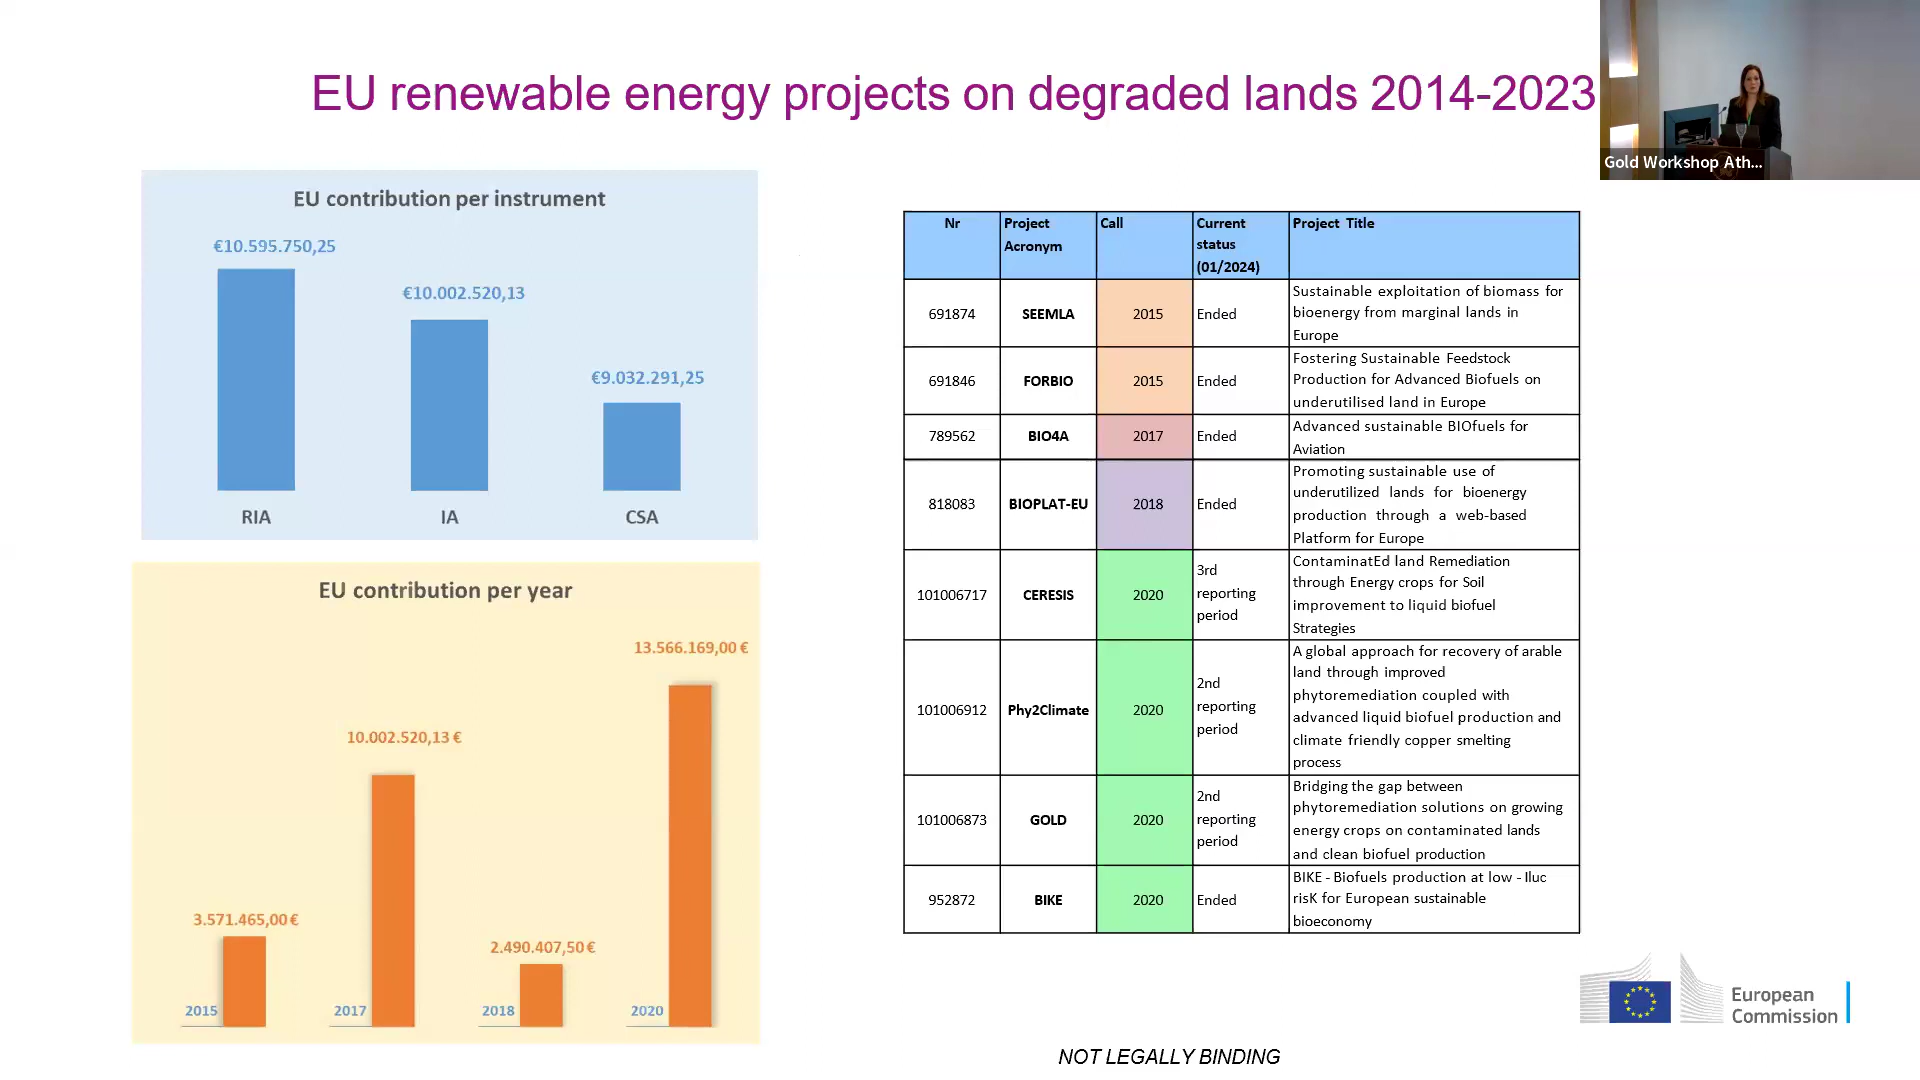 EU renewable energy projects on degraded lands 2014-2023
Gold Workshop Ath...
EU contribution per instrument
€10.595.750,25
€10.002.520,13
€9.032.291,25
RIA
IA
CSA
EU contribution per year
13.566.169,00 €
10.002.520,13 €
3.571.465,00 €
2.490.407,50 €
2015
2017
2018
2020
Nr
Project
Acronym
Call
Current
status
(01/2024)
Project Title
691874
SEEMLA
2015
Ended
Sustainable exploitation of biomass for
bioenergy from marginal lands in
Europe
691846
FORBIO
2015
Ended
Fostering Sustainable Feedstock
Production for Advanced Biofuels on
underutilised land in Europe
789562
BIO4A
2017
Ended
Advanced sustainable BIOfuels for
Aviation
818083
BIOPLAT-EU
2018
Ended
Promoting sustainable use of
underutilized lands for bioenergy
production through a web-based
Platform for Europe
101006717
CERESIS
2020
3rd
reporting
period
ContaminatEd land Remediation
through Energy crops for Soil
improvement to liquid biofuel
Strategies
101006912
Phy2Climate
2020
2nd
reporting
period
A global approach for recovery of arable
land through improved
phytoremediation coupled with
advanced liquid biofuel production and
climate friendly copper smelting
process
101006873
GOLD
2020
2nd
reporting
period
Bridging the gap between
phytoremediation solutions on growing
energy crops on contaminated lands
and clean biofuel production
952872
BIKE
2020
Ended
BIKE - Biofuels production at low - Iluc
risK for European sustainable
bioeconomy
European
Commission
NOT LEGALLY BINDING